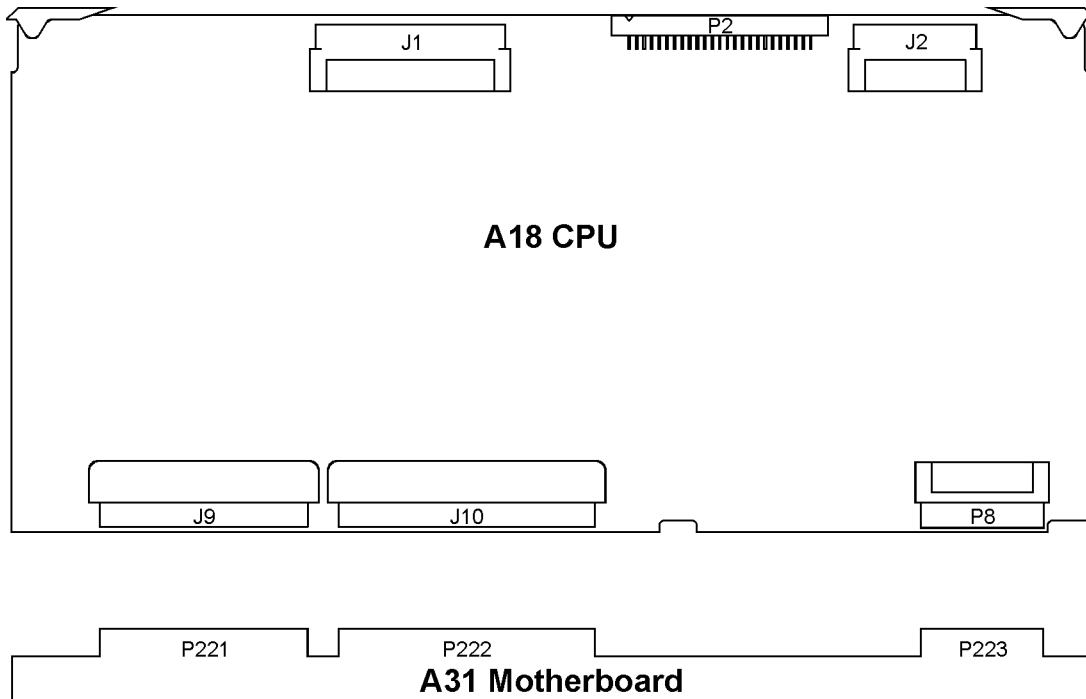 J1
P2
J2
A18 CPU
J9
J10
P8
P221
P222
P223
A31 Motherboard